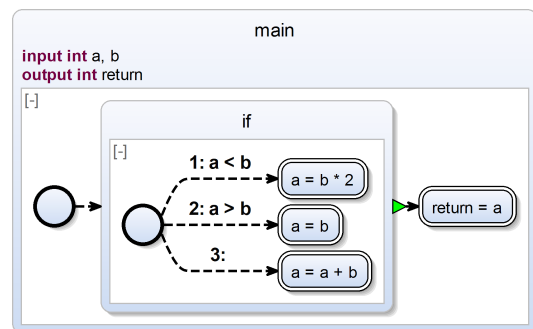 main
input int a, b
output int return
[-]
if
[-]
1: a < b
a = b * 2
2: a > b
a = b
3:
a = a + b
return = a